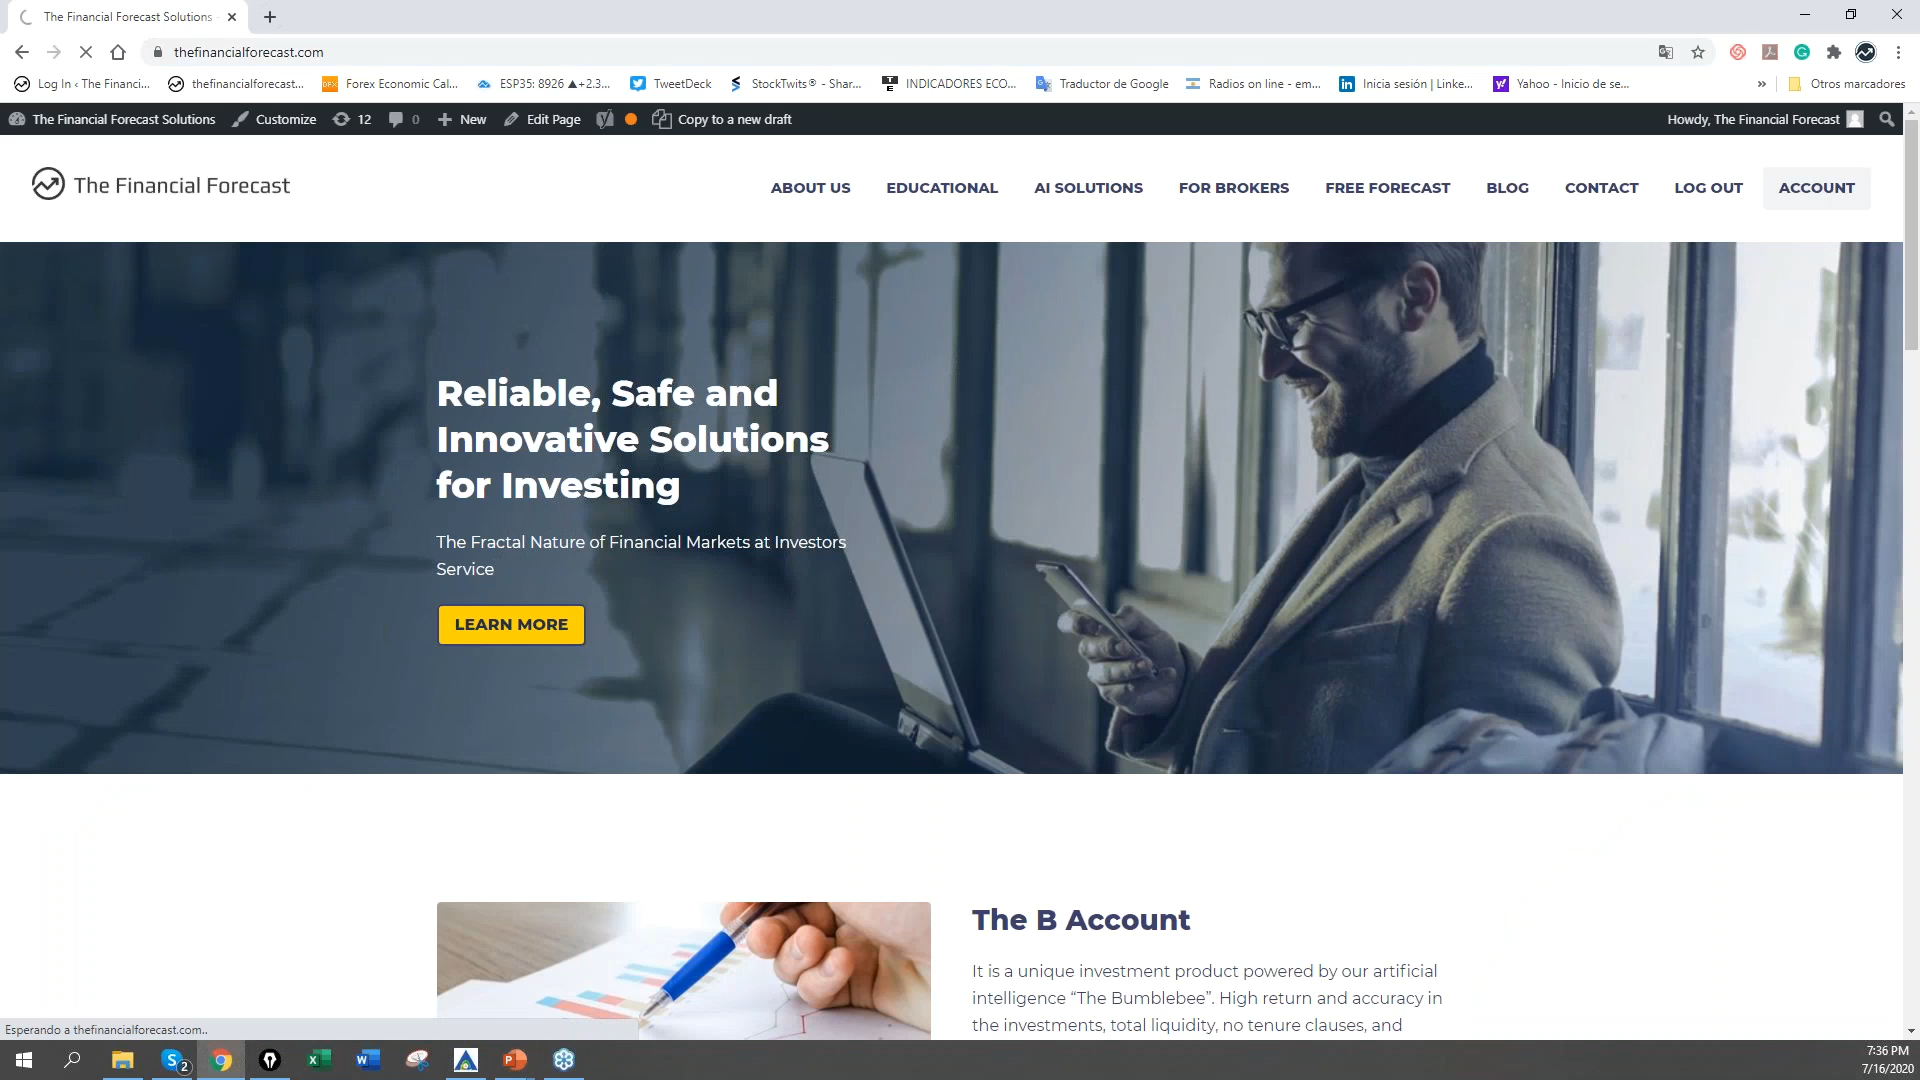 The Financial Forecast Solutions
thefinancialforecast.com
Log In ‹ The Financi...
thefinancialforecast...
Forex Economic Cal...
ESP35: 8926 ▲+2.3...
TweetDeck
StockTwits® - Shar...
INDICADORES ECO...
Traductor de Google
Radios on line - em...
Inicia sesión | Linke...
Yahoo - Inicio de se...
»
Otros marcadores
The Financial Forecast Solutions
Customize
12
0
New
Edit Page
Copy to a new draft
Howdy, The Financial Forecast
The Financial Forecast
ABOUT US
EDUCATIONAL
AI SOLUTIONS
FOR BROKERS
FREE FORECAST
BLOG
CONTACT
LOG OUT
ACCOUNT
Reliable, Safe and
Innovative Solutions
for Investing
The Fractal Nature of Financial Markets at Investors
Service
LEARN MORE
The B Account
It is a unique investment product powered by our artificial
intelligence “The Bumblebee”. High return and accuracy in
the investments, total liquidity, no tenure clauses, and
Esperando a thefinancialforecast.com..
2
7:36 PM
7/16/2020